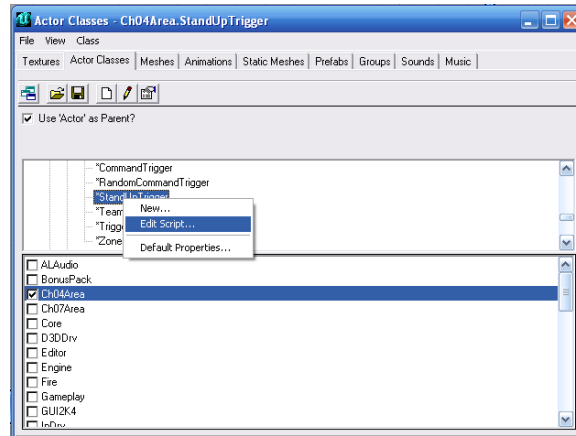 Actor Classes - Ch04Area.StandUpTrigger
File View Class
Textures Actor Classes Meshes Animations Static Meshes Prefabs Groups Sounds Music
Use 'Actor' as Parent?
*CommandTrigger
*RandomCommandTrigger
*StandUpTrigger
*Team
*Trigg
*Zone
New...
Edit Script...
Default Properties...
ALAudio
BonusPack
Ch04Area
Ch07Area
Core
D3DDrv
Editor
Engine
Fire
Gameplay
GUI2K4